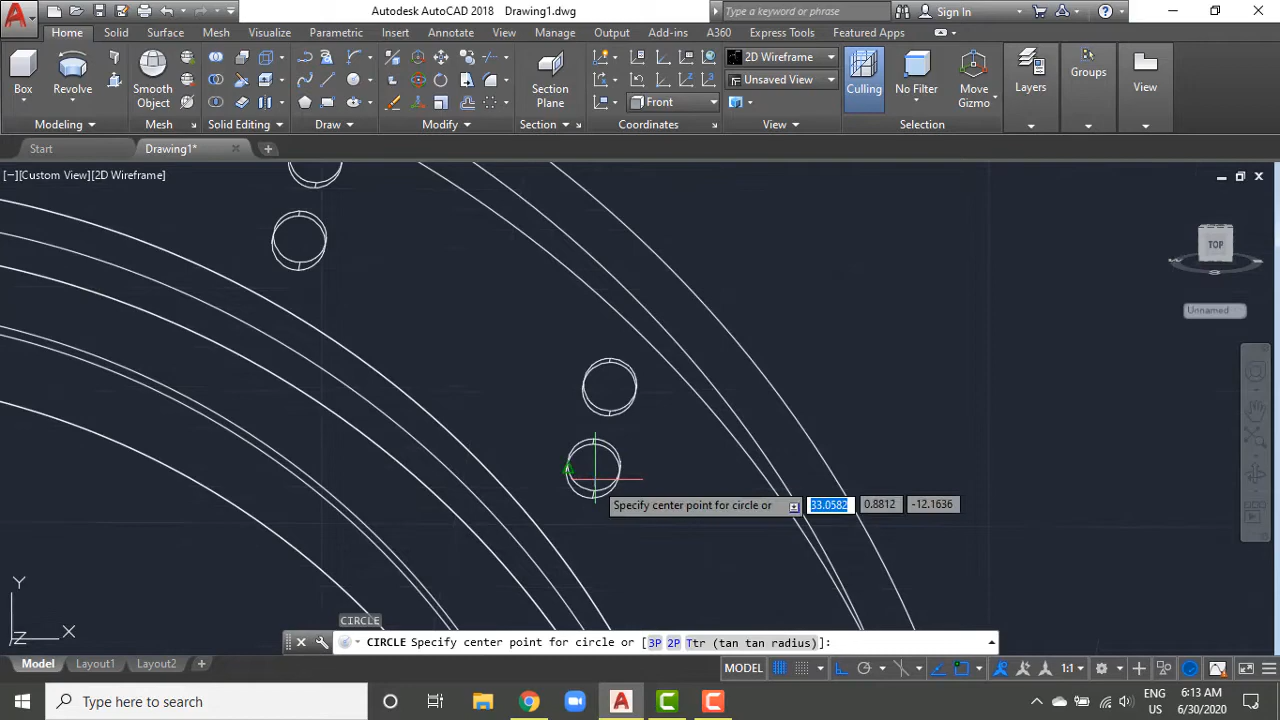 Autodesk AutoCAD 2018 Drawing1.dwg
Type a keyword or phrase
Sign In
Home Solid Surface Mesh Visualize Parametric Insert Annotate View Manage Output Add-ins A360 Express Tools Featured Apps
Box
Revolve
Smooth
Object
Section
Plane
2D Wireframe
Unsaved View
Front
Culling
No Filter
Move
Gizmo
Layers
Groups
View
Modeling Mesh Solid Editing Draw Modify Section Coordinates View Selection
Start Drawing1*
[−][Custom View][2D Wireframe]
TOP
Unnamed
Specify center point for circle or 33.0582 0.8812 -12.1636
Y
X
Z
CIRCLE
CIRCLE Specify center point for circle or [3P 2P Ttr (tan tan radius)]:
Model Layout1 Layout2
MODEL
1:1
Type here to search
ENG
US
6:13 AM
6/30/2020